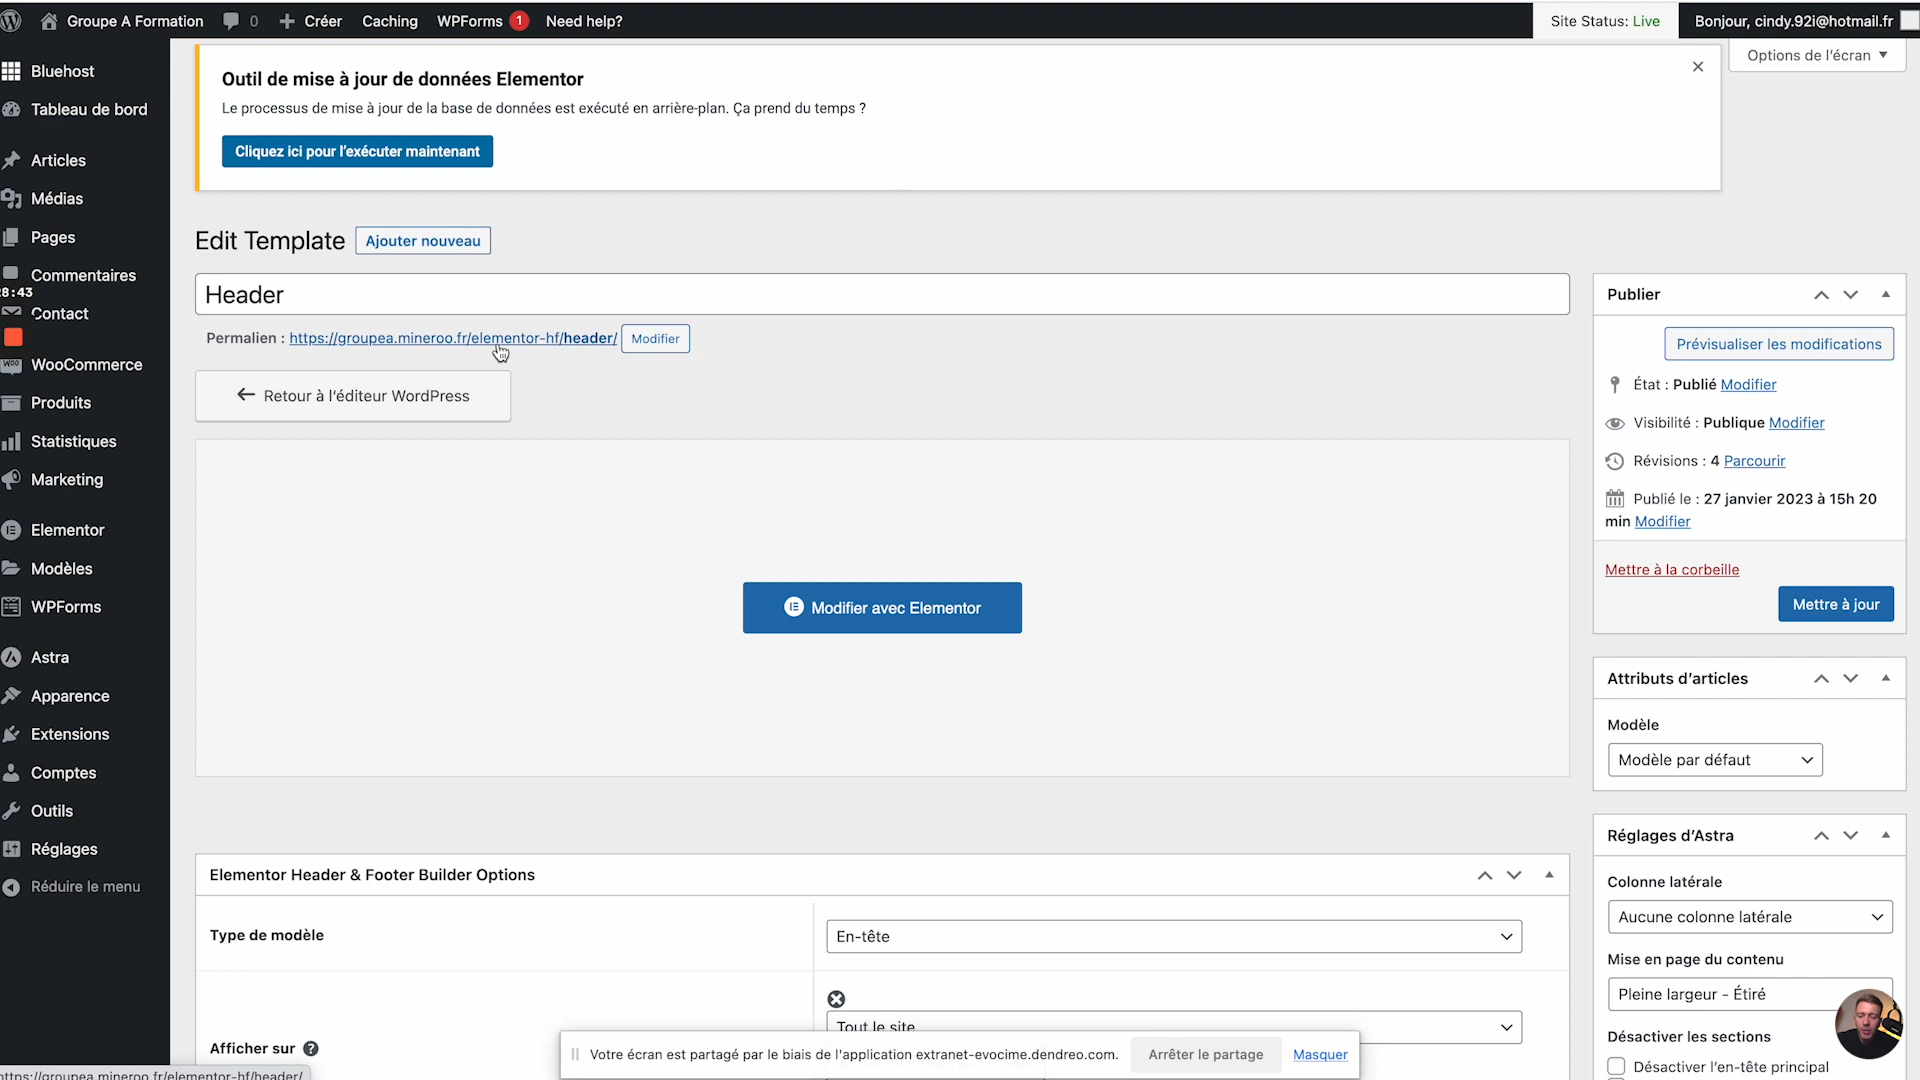 Groupe A Formation
0
Créer
Caching
WPForms 1
Need help?
Site Status: Live
Bonjour, cindy.92i@hotmail.fr
Options de l'écran
Bluehost
Tableau de bord
Articles
Médias
Pages
Commentaires
8:43
Contact
WooCommerce
Produits
Statistiques
Marketing
Elementor
Modèles
WPForms
Astra
Apparence
Extensions
Comptes
Outils
Réglages
Réduire le menu
Outil de mise à jour de données Elementor
Le processus de mise à jour de la base de données est exécuté en arrière-plan. Ça prend du temps ?
Cliquez ici pour l'exécuter maintenant
Edit Template
Ajouter nouveau
Header
Permalien : https://groupea.mineroo.fr/elementor-hf/header/ Modifier
Retour à l'éditeur WordPress
Modifier avec Elementor
Elementor Header & Footer Builder Options
Type de modèle
En-tête
Afficher sur
Tout le site
Publier
Prévisualiser les modifications
État : Publié Modifier
Visibilité : Publique Modifier
Révisions : 4 Parcourir
Publié le : 27 janvier 2023 à 15h 20
min Modifier
Mettre à la corbeille
Mettre à jour
Attributs d'articles
Modèle
Modèle par défaut
Réglages d'Astra
Colonne latérale
Aucune colonne latérale
Mise en page du contenu
Pleine largeur - Étiré
Désactiver les sections
Désactiver l'en-tête principal
Votre écran est partagé par le biais de l'application extranet-evocime.dendreo.com.
Arrêter le partage
Masquer
https://groupea.mineroo.fr/elementor-hf/header/